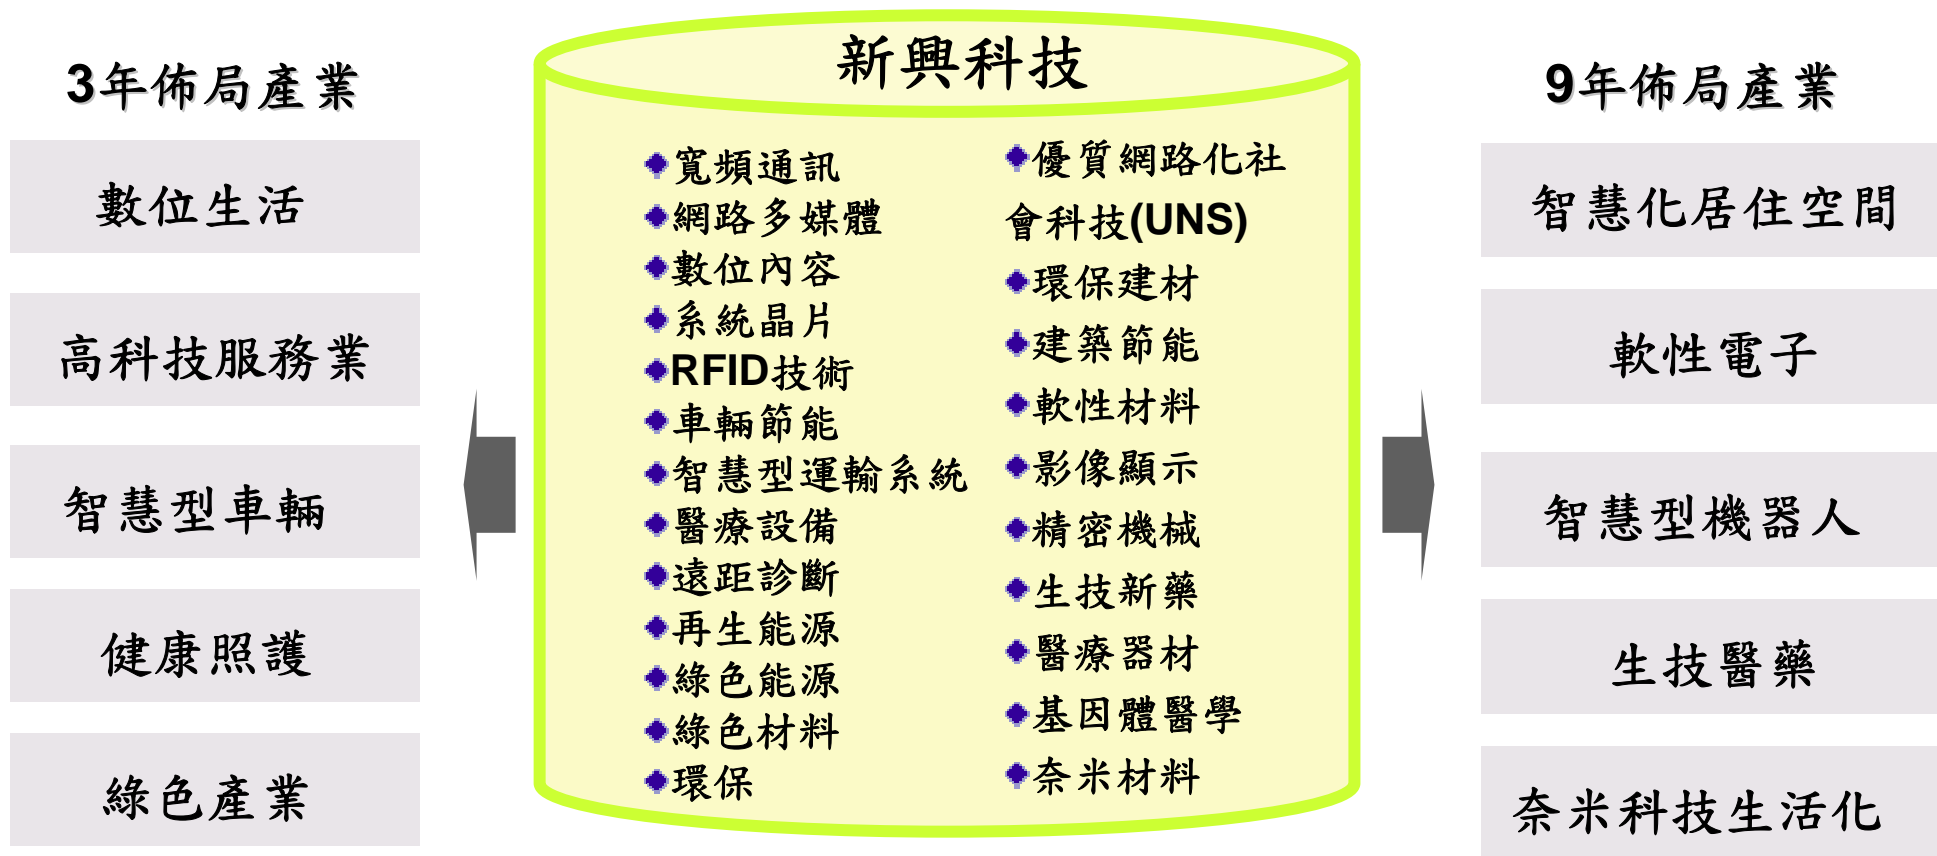 3年佈局產業
數位生活
高科技服務業
智慧型車輛
健康照護
綠色產業
新興科技
寬頻通訊
網路多媒體
數位內容
系統晶片
RFID技術
車輛節能
智慧型運輸系統
醫療設備
遠距診斷
再生能源
綠色能源
綠色材料
環保
優質網路化社
會科技(UNS)
環保建材
建築節能
軟性材料
影像顯示
精密機械
生技新藥
醫療器材
基因體醫學
奈米材料
9年佈局產業
智慧化居住空間
軟性電子
智慧型機器人
生技醫藥
奈米科技生活化